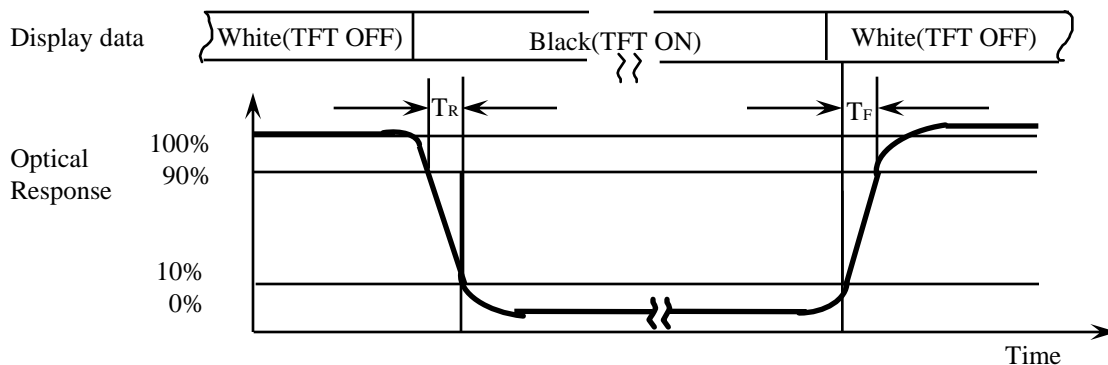 Display data
White(TFT OFF)
Black(TFT ON)
White(TFT OFF)
TR
TF
Optical
Response
100%
90%
10%
0%
Time